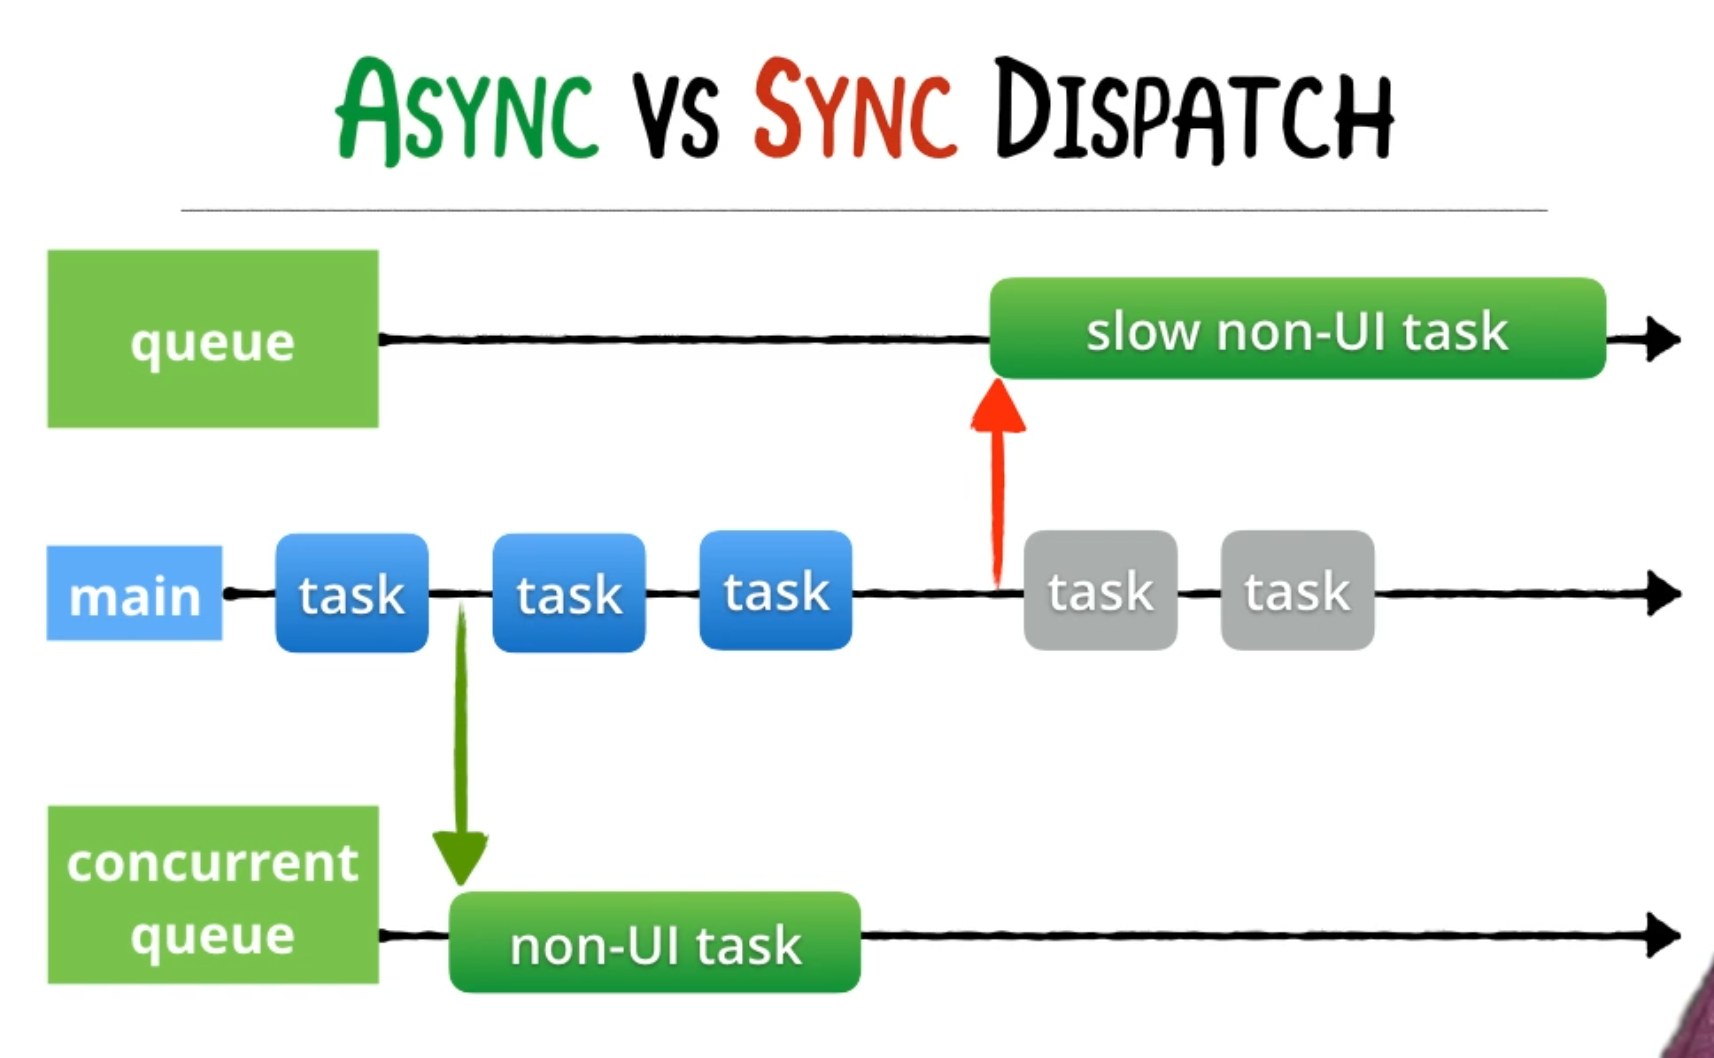 Async vs Sync Dispatch
queue
slow non-UI task
main
task
task
task
task
task
concurrent
queue
non-UI task